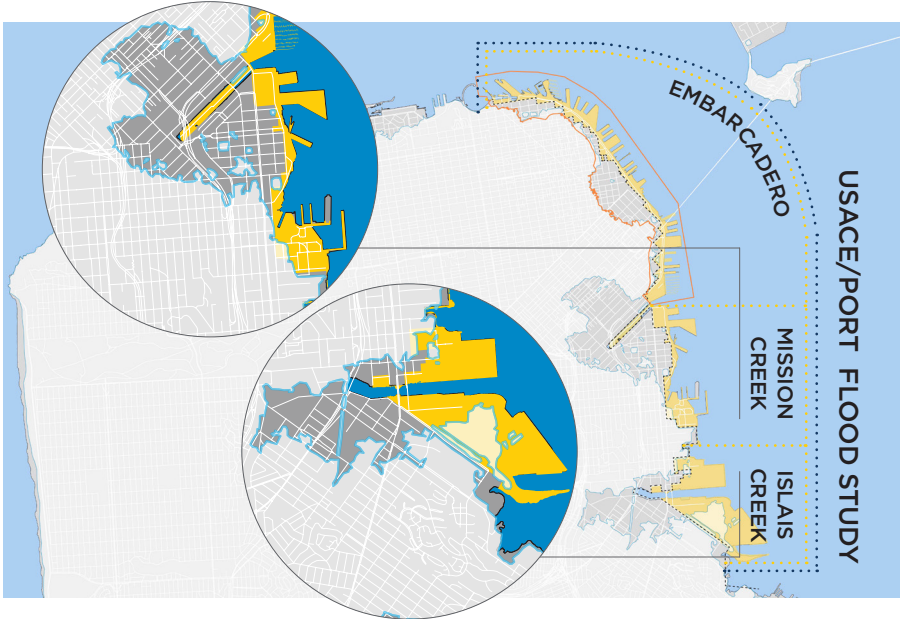 USACE/PORT FLOOD STUDY
EMBARCADERO
MISSION
CREEK
ISLAIS
CREEK